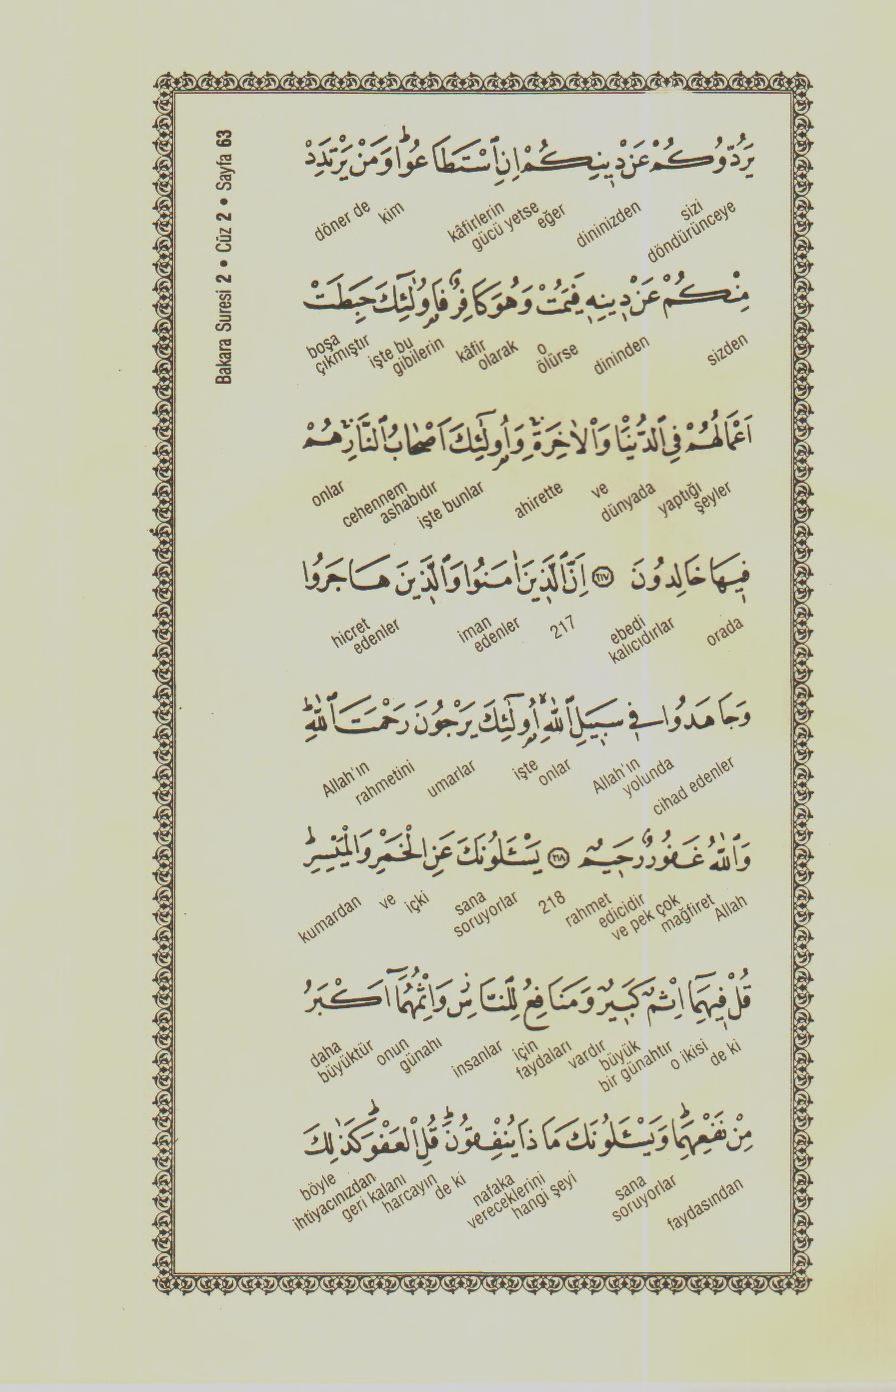 Bakara Suresi 2 • Cüz 2 • Sayfa 63
يَرُدُّوكُمْ عَنْ دٖينِكُمْ اِنِ اسْتَطَاعُواؕ وَمَنْ يَرْتَدِدْ
sizi döndürünceye dininizden eğer kâfirlerin gücü yetse kim döner de
مِنْكُمْ عَنْ دٖينِهٖ فَيَمُتْ وَهُوَ كَافِرٌ فَاُو۬لٰٓئِكَ حَبِطَتْ
sizden dininden o ölürse kâfir olarak işte bu gibilerin boşa çıkmıştır
اَعْمَالُهُمْ فِي الدُّنْيَا وَالْاٰخِرَةِۚ وَاُو۬لٰٓئِكَ اَصْحَابُ النَّارِۚ هُمْ
yaptığı şeyler dünyada ve ahirette işte bunlar cehennem ashabıdır onlar
فٖيهَا خَالِدُونَ ﴿٢١٧﴾ اِنَّ الَّذٖينَ اٰمَنُوا وَالَّذٖينَ هَاجَرُوا
orada ebedi kalıcıdırlar 217 iman edenler hicret edenler
وَجَاهَدُوا فٖي سَبٖيلِ اللّٰهِۙ اُو۬لٰٓئِكَ يَرْجُونَ رَحْمَتَ اللّٰهِؕ
cihad edenler Allah'ın yolunda işte onlar umarlar Allah'ın rahmetini
وَاللّٰهُ غَفُورٌ رَحٖيمٌ ﴿٢١٨﴾ يَسْـَٔلُونَكَ عَنِ الْخَمْرِ وَالْمَيْسِرِؕ
Allah mağfiret ve pek çok rahmet edicidir 218 sana soruyorlar içki ve kumardan
قُلْ فٖيهِمَٓا اِثْمٌ كَبٖيرٌ وَمَنَافِعُ لِلنَّاسِؗ وَاِثْمُهُمَٓا اَكْبَرُ
de ki o ikisi büyük bir günahtır vardır faydaları için insanlar onun günahı daha büyüktür
مِنْ نَفْعِهِمَاؕ وَيَسْـَٔلُونَكَ مَاذَا يُنْفِقُونَؕ قُلِ الْعَفْوَؕ كَذٰلِكَ
faydasından sana soruyorlar hangi şeyi nafaka vereceklerini de ki ihtiyacınızdan geri kalanı harcayın böyle